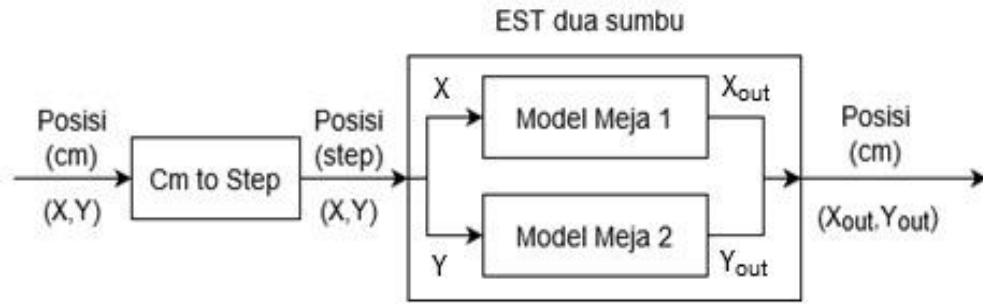 EST dua sumbu
Posisi
(cm)
(X,Y)
Cm to Step
Posisi
(step)
(X,Y)
X
Model Meja 1
Xout
Y
Model Meja 2
Yout
Posisi
(cm)
(Xout,Yout)